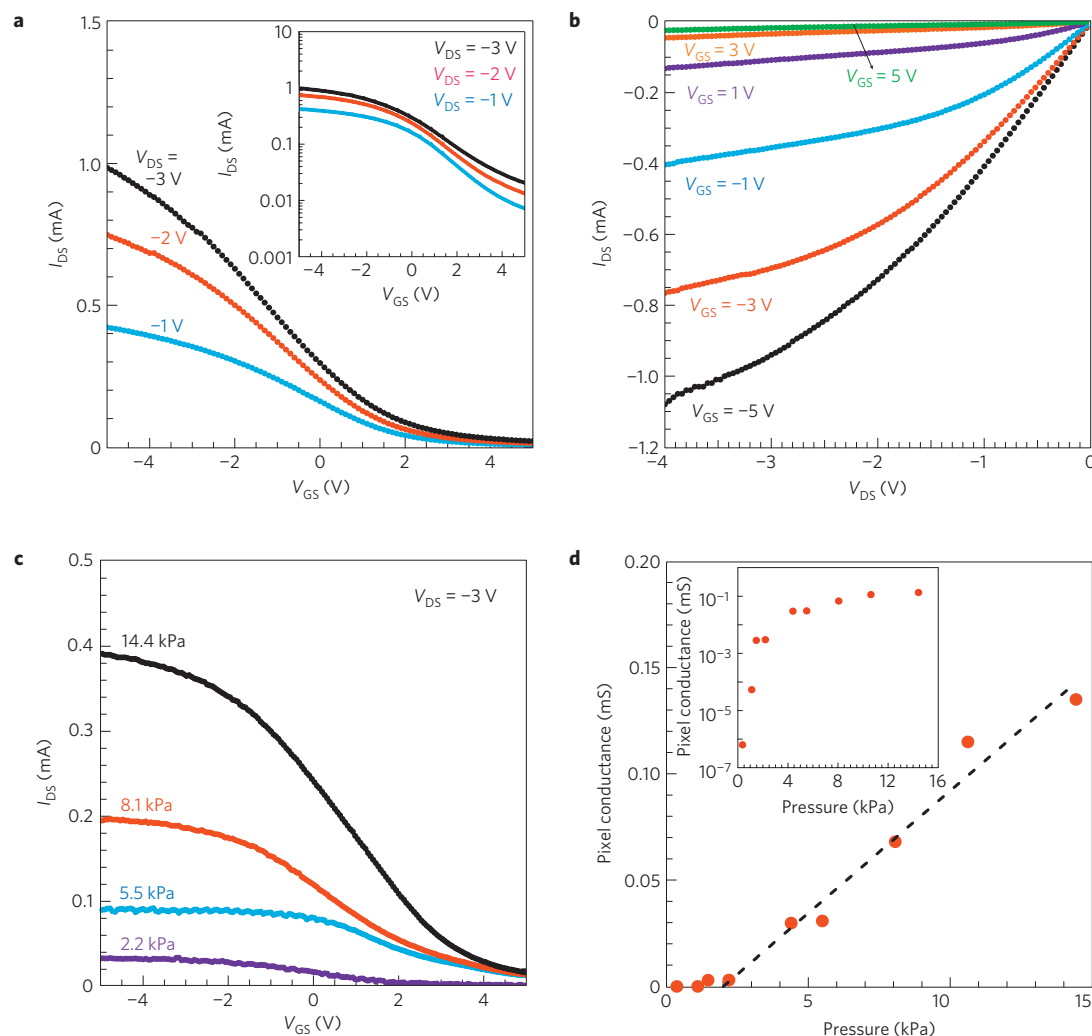 a
1.5
1.0
0.5
0
I_DS (mA)
−4
−2
0
2
4
V_GS (V)
V_DS =
−3 V
−2 V
−1 V
10
1
0.1
0.01
0.001
I_DS (mA)
−4
−2
0
2
4
V_GS (V)
V_DS = −3 V
V_DS = −2 V
V_DS = −1 V
b
0
−0.2
−0.4
−0.6
−0.8
−1.0
−1.2
I_DS (mA)
−4
−3
−2
−1
0
V_DS (V)
V_GS = 3 V
V_GS = 5 V
V_GS = 1 V
V_GS = −1 V
V_GS = −3 V
V_GS = −5 V
c
0.5
0.4
0.3
0.2
0.1
0
I_DS (mA)
−4
−2
0
2
4
V_GS (V)
V_DS = −3 V
14.4 kPa
8.1 kPa
5.5 kPa
2.2 kPa
d
0.20
0.15
0.10
0.05
0
Pixel conductance (mS)
0
5
10
15
Pressure (kPa)
10⁻¹
10⁻³
10⁻⁵
10⁻⁷
Pixel conductance (mS)
0
4
8
12
16
Pressure (kPa)